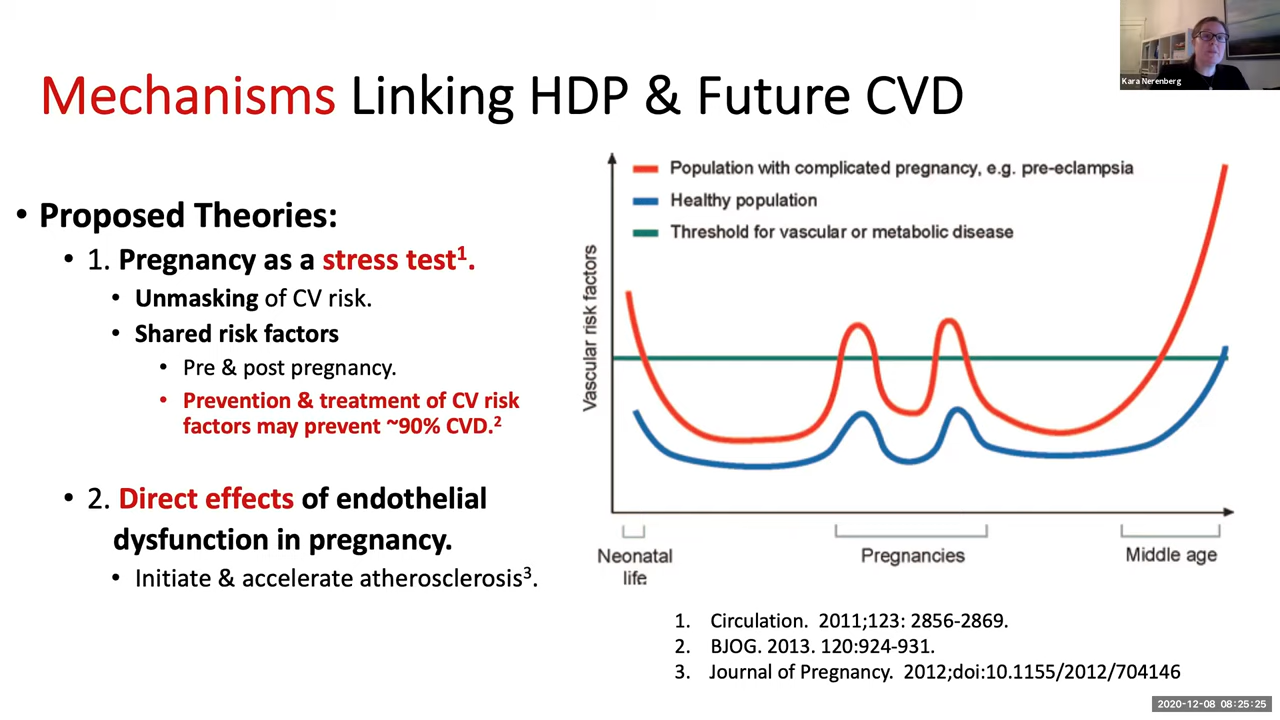 Kara Nerenberg
Mechanisms Linking HDP & Future CVD
• Proposed Theories:
• 1. Pregnancy as a stress test¹.
• Unmasking of CV risk.
• Shared risk factors
• Pre & post pregnancy.
• Prevention & treatment of CV risk
factors may prevent ~90% CVD.²
• 2. Direct effects of endothelial
dysfunction in pregnancy.
• Initiate & accelerate atherosclerosis³.
Population with complicated pregnancy, e.g. pre-eclampsia
Healthy population
Threshold for vascular or metabolic disease
Vascular risk factors
Neonatal
life
Pregnancies
Middle age
1. Circulation. 2011;123: 2856-2869.
2. BJOG. 2013. 120:924-931.
3. Journal of Pregnancy. 2012;doi:10.1155/2012/704146
2020-12-08 08:25:25